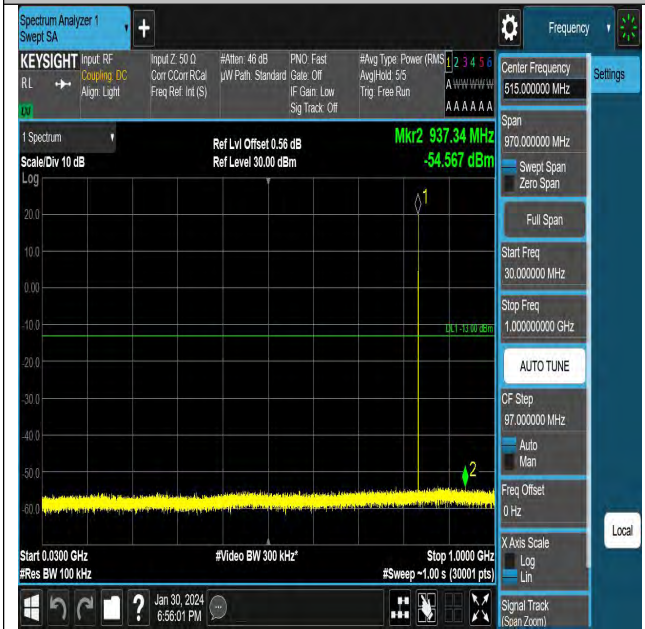 Spectrum Analyzer 1
Swept SA
Frequency
KEYSIGHT
RL
Input: RF
Coupling: DC
Align: Light
Input Z: 50 Ω
Corr CCorr RCal
Freq Ref: Int (S)
#Atten: 46 dB
µW Path: Standard
PNO: Fast
Gate: Off
IF Gain: Low
Sig Track: Off
#Avg Type: Power (RMS
Avg|Hold: 5/5
Trig: Free Run
1 2 3 4 5 6
A W W W W W
A A A A A A
1 Spectrum
Scale/Div 10 dB
Log
Ref Lvl Offset 0.56 dB
Ref Level 30.00 dBm
Mkr2 937.34 MHz
-54.567 dBm
1
20.0
10.0
0.00
-10.0
DL1 -13.00 dBm
-20.0
-30.0
-40.0
-50.0
2
-60.0
Start 0.0300 GHz
#Res BW 100 kHz
#Video BW 300 kHz*
Stop 1.0000 GHz
#Sweep ~1.00 s (30001 pts)
Jan 30, 2024
6:56:01 PM
Center Frequency
515.000000 MHz
Settings
Span
970.000000 MHz
Swept Span
Zero Span
Full Span
Start Freq
30.000000 MHz
Stop Freq
1.000000000 GHz
AUTO TUNE
CF Step
97.000000 MHz
Auto
Man
Freq Offset
0 Hz
Local
X Axis Scale
Log
Lin
Signal Track
(Span Zoom)